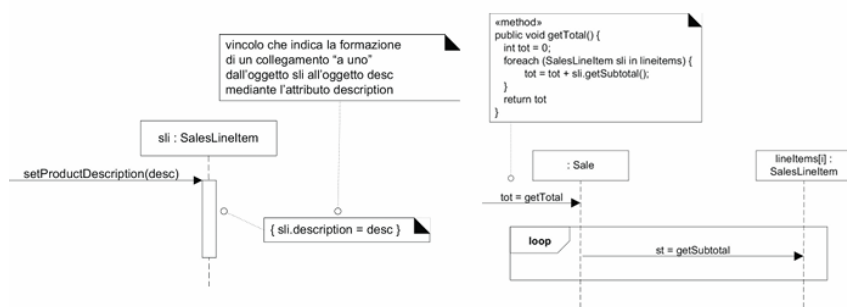 vincolo che indica la formazione
di un collegamento "a uno"
dall'oggetto sli all'oggetto desc
mediante l'attributo description
sli : SalesLineItem
setProductDescription(desc)
{ sli.description = desc }
«method»
public void getTotal() {
int tot = 0;
foreach (SalesLineItem sli in lineitems) {
tot = tot + sli.getSubtotal();
}
return tot
}
: Sale
lineItems[i] :
SalesLineItem
tot = getTotal
loop
st = getSubtotal